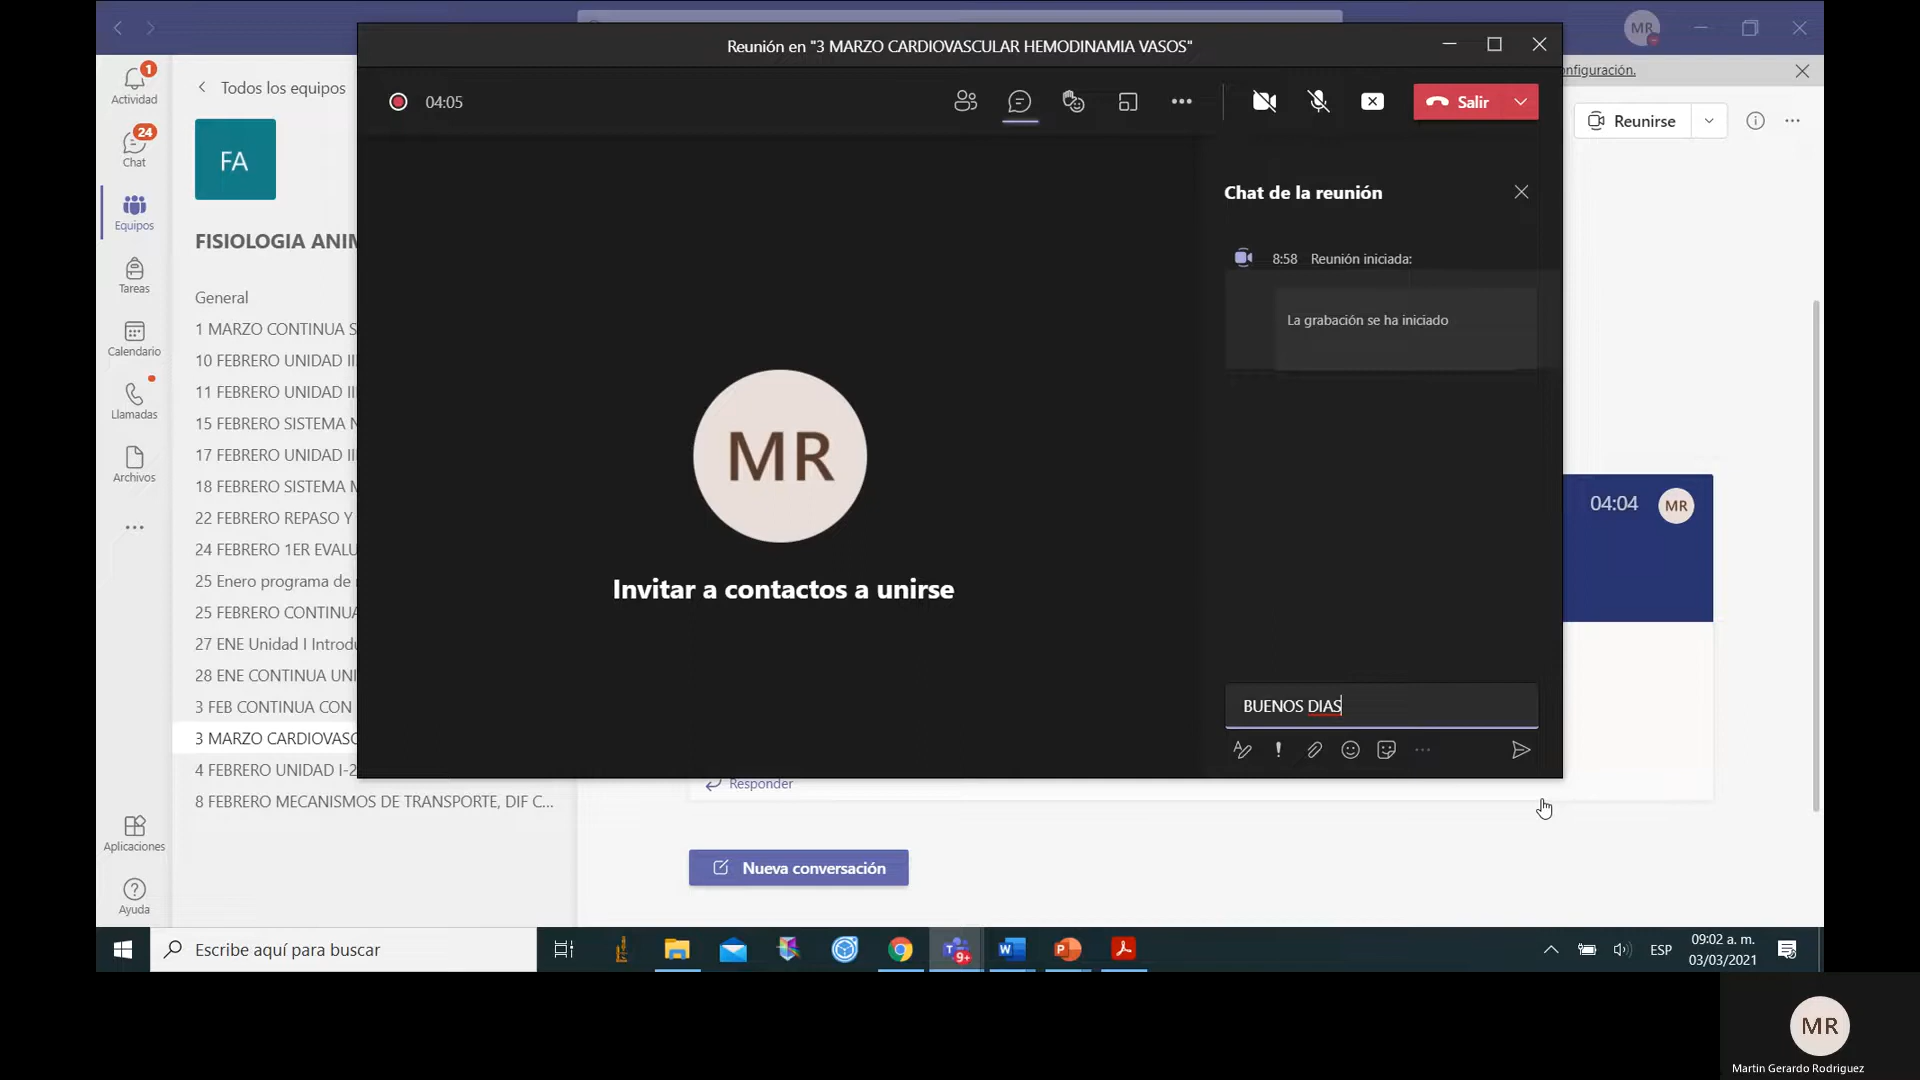 MR
Reunión en "3 MARZO CARDIOVASCULAR HEMODINAMIA VASOS"
nfiguración.
Actividad
1
Todos los equipos
04:05
Salir
Reunirse
24
Chat
FA
Chat de la reunión
Equipos
FISIOLOGIA ANIM
8:58 Reunión iniciada:
Tareas
General
La grabación se ha iniciado
1 MARZO CONTINUA S
Calendario
10 FEBRERO UNIDAD II
11 FEBRERO UNIDAD II
Llamadas
15 FEBRERO SISTEMA N
17 FEBRERO UNIDAD II
MR
Archivos
18 FEBRERO SISTEMA M
04:04
MR
22 FEBRERO REPASO Y
24 FEBRERO 1ER EVALU
25 Enero programa de
Invitar a contactos a unirse
25 FEBRERO CONTINUA
27 ENE Unidad I Introdu
28 ENE CONTINUA UNI
3 FEB CONTINUA CON
BUENOS DIAS
3 MARZO CARDIOVASC
4 FEBRERO UNIDAD I-2
Responder
8 FEBRERO MECANISMOS DE TRANSPORTE, DIF C...
Aplicaciones
Nueva conversación
Ayuda
Escribe aquí para buscar
9+
ESP
09:02 a. m.
03/03/2021
MR
Martin Gerardo Rodriguez